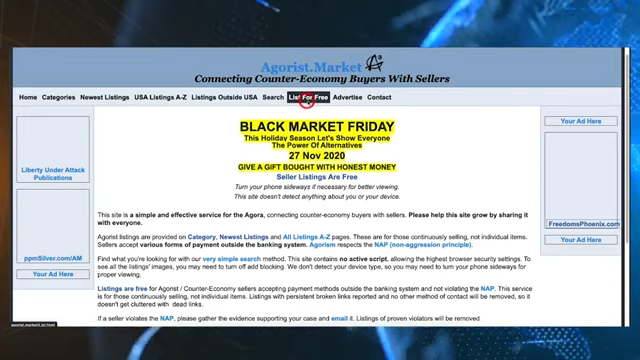 Agorist.Market
Connecting Counter-Economy Buyers With Sellers
Home Categories Newest Listings USA Listings A-Z Listings Outside USA Search List For Free Advertise Contact
BLACK MARKET FRIDAY
This Holiday Season Let's Show Everyone
The Power Of Alternatives
27 Nov 2020
GIVE A GIFT BOUGHT WITH HONEST MONEY
Seller Listings Are Free
Turn your phone sideways if necessary for better viewing.
This site doesn't detect anything about you or your device.
Liberty Under Attack
Publications
ppmSilver.com/AM
Your Ad Here
Your Ad Here
FreedomsPhoenix.com
Your Ad Here
This site is a simple and effective service for the Agora, connecting counter-economy buyers with sellers. Please help this site grow by sharing it
with everyone.
Agorist listings are provided on Category, Newest Listings and All Listings A-Z pages. These are for those continuously selling, not individual items.
Sellers accept various forms of payment outside the banking system. Agorism respects the NAP (non-aggression principle).
Find what you're looking for with our very simple search. This site contains no active script, allowing the highest browser security settings. To
see all the listings' images, you may need to turn off add blocking. We don't detect your device type, so you may need to turn your phone sideways for
proper viewing.
Listings are free for Agorist / Counter-Economy sellers accepting payment methods outside the banking system and not violating the NAP. This
service is for those continuously selling, not individual items. Listings with persistent broken links reported and no other method of contact will be removed, so it
doesn't get cluttered with dead links.
If a seller violates the NAP, please gather the evidence supporting your case and email it. Listings of proven violators will be removed
agorist.market/List.html